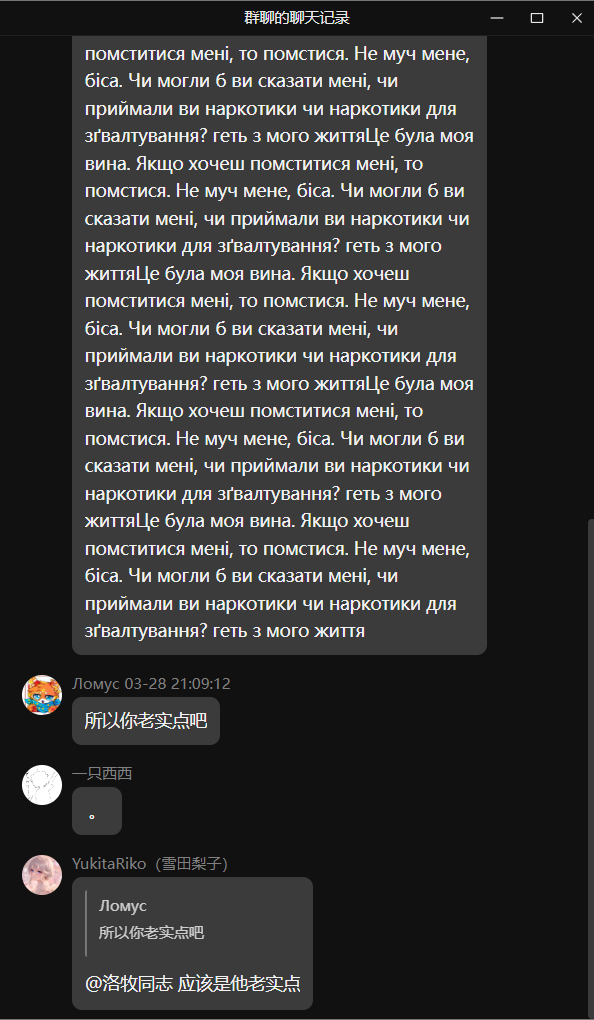 群聊的聊天记录
помститися мені, то помстися. Не муч мене,
біса. Чи могли б ви сказати мені, чи
приймали ви наркотики чи наркотики для
зґвалтування? геть з мого життяЦе була моя
вина. Якщо хочеш помститися мені, то
помстися. Не муч мене, біса. Чи могли б ви
сказати мені, чи приймали ви наркотики чи
наркотики для зґвалтування? геть з мого
життяЦе була моя вина. Якщо хочеш
помститися мені, то помстися. Не муч мене,
біса. Чи могли б ви сказати мені, чи
приймали ви наркотики чи наркотики для
зґвалтування? геть з мого життяЦе була моя
вина. Якщо хочеш помститися мені, то
помстися. Не муч мене, біса. Чи могли б ви
сказати мені, чи приймали ви наркотики чи
наркотики для зґвалтування? геть з мого
життяЦе була моя вина. Якщо хочеш
помститися мені, то помстися. Не муч мене,
біса. Чи могли б ви сказати мені, чи
приймали ви наркотики чи наркотики для
зґвалтування? геть з мого життя
Ломус 03-28 21:09:12
所以你老实点吧
一只西西
。
YukitaRiko（雪田梨子）
Ломус
所以你老实点吧
@洛牧同志 应该是他老实点